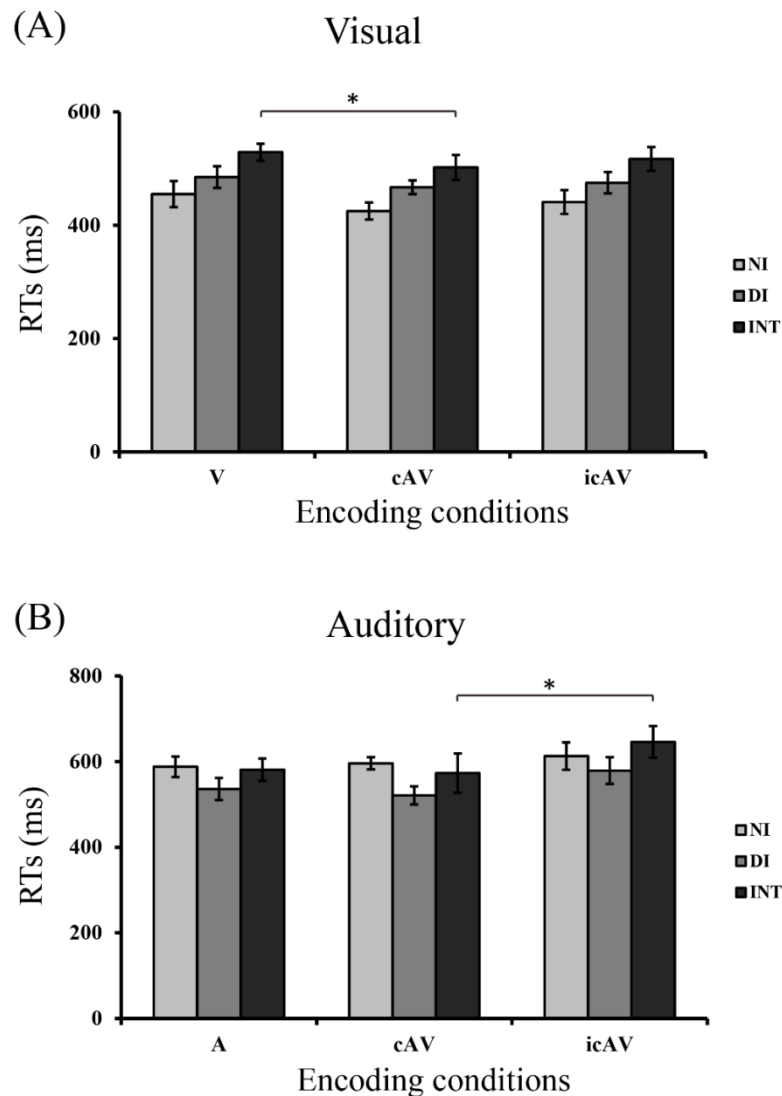 (A)
Visual
*
600
400
200
0
RTs (ms)
NI
DI
INT
V cAV icAV
Encoding conditions
(B)
Auditory
*
800
600
400
200
0
RTs (ms)
NI
DI
INT
A cAV icAV
Encoding conditions